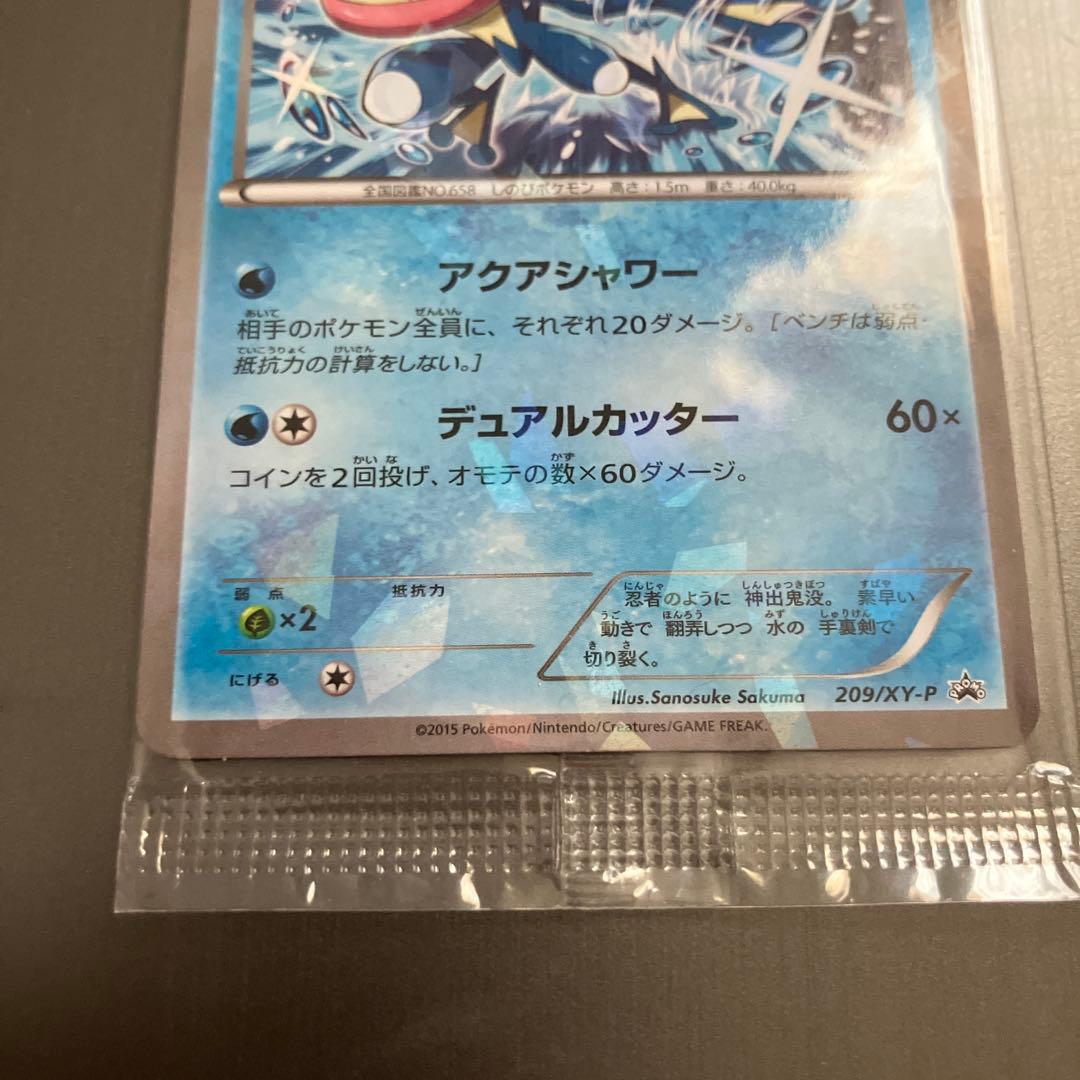 全国図鑑NO.658 しのびポケモン 高さ：1.5m 重さ：40.0kg
アクアシャワー
相手のポケモン全員に、それぞれ20ダメージ。[ベンチは弱点・
抵抗力の計算をしない。]
デュアルカッター 60×
コインを2回投げ、オモテの数×60ダメージ。
弱点 抵抗力
×2
にげる
忍者のように 神出鬼没。 素早い
動きで 翻弄しつつ 水の 手裏剣で
切り裂く。
Illus.Sanosuke Sakuma 209/XY-P PROMO
©2015 Pokémon/Nintendo/Creatures/GAME FREAK.